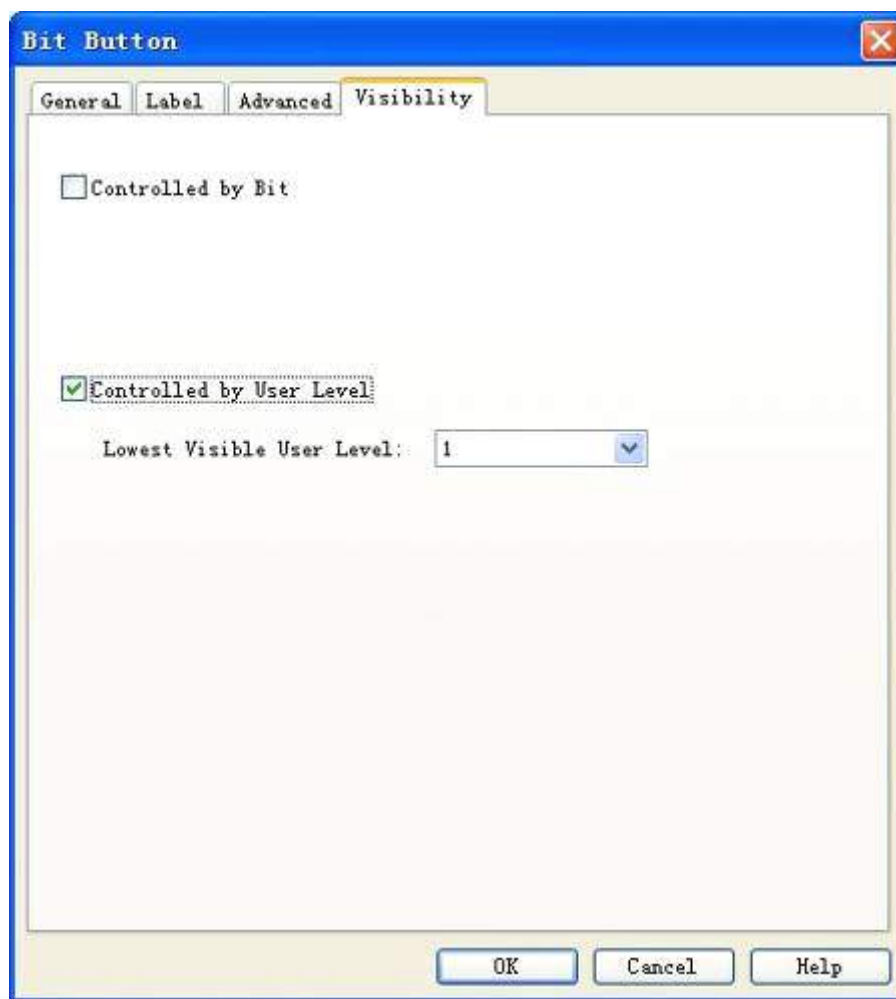 Bit Button
General Label Advanced Visibility
Controlled by Bit
Controlled by User Level
Lowest Visible User Level: 1
OK Cancel Help